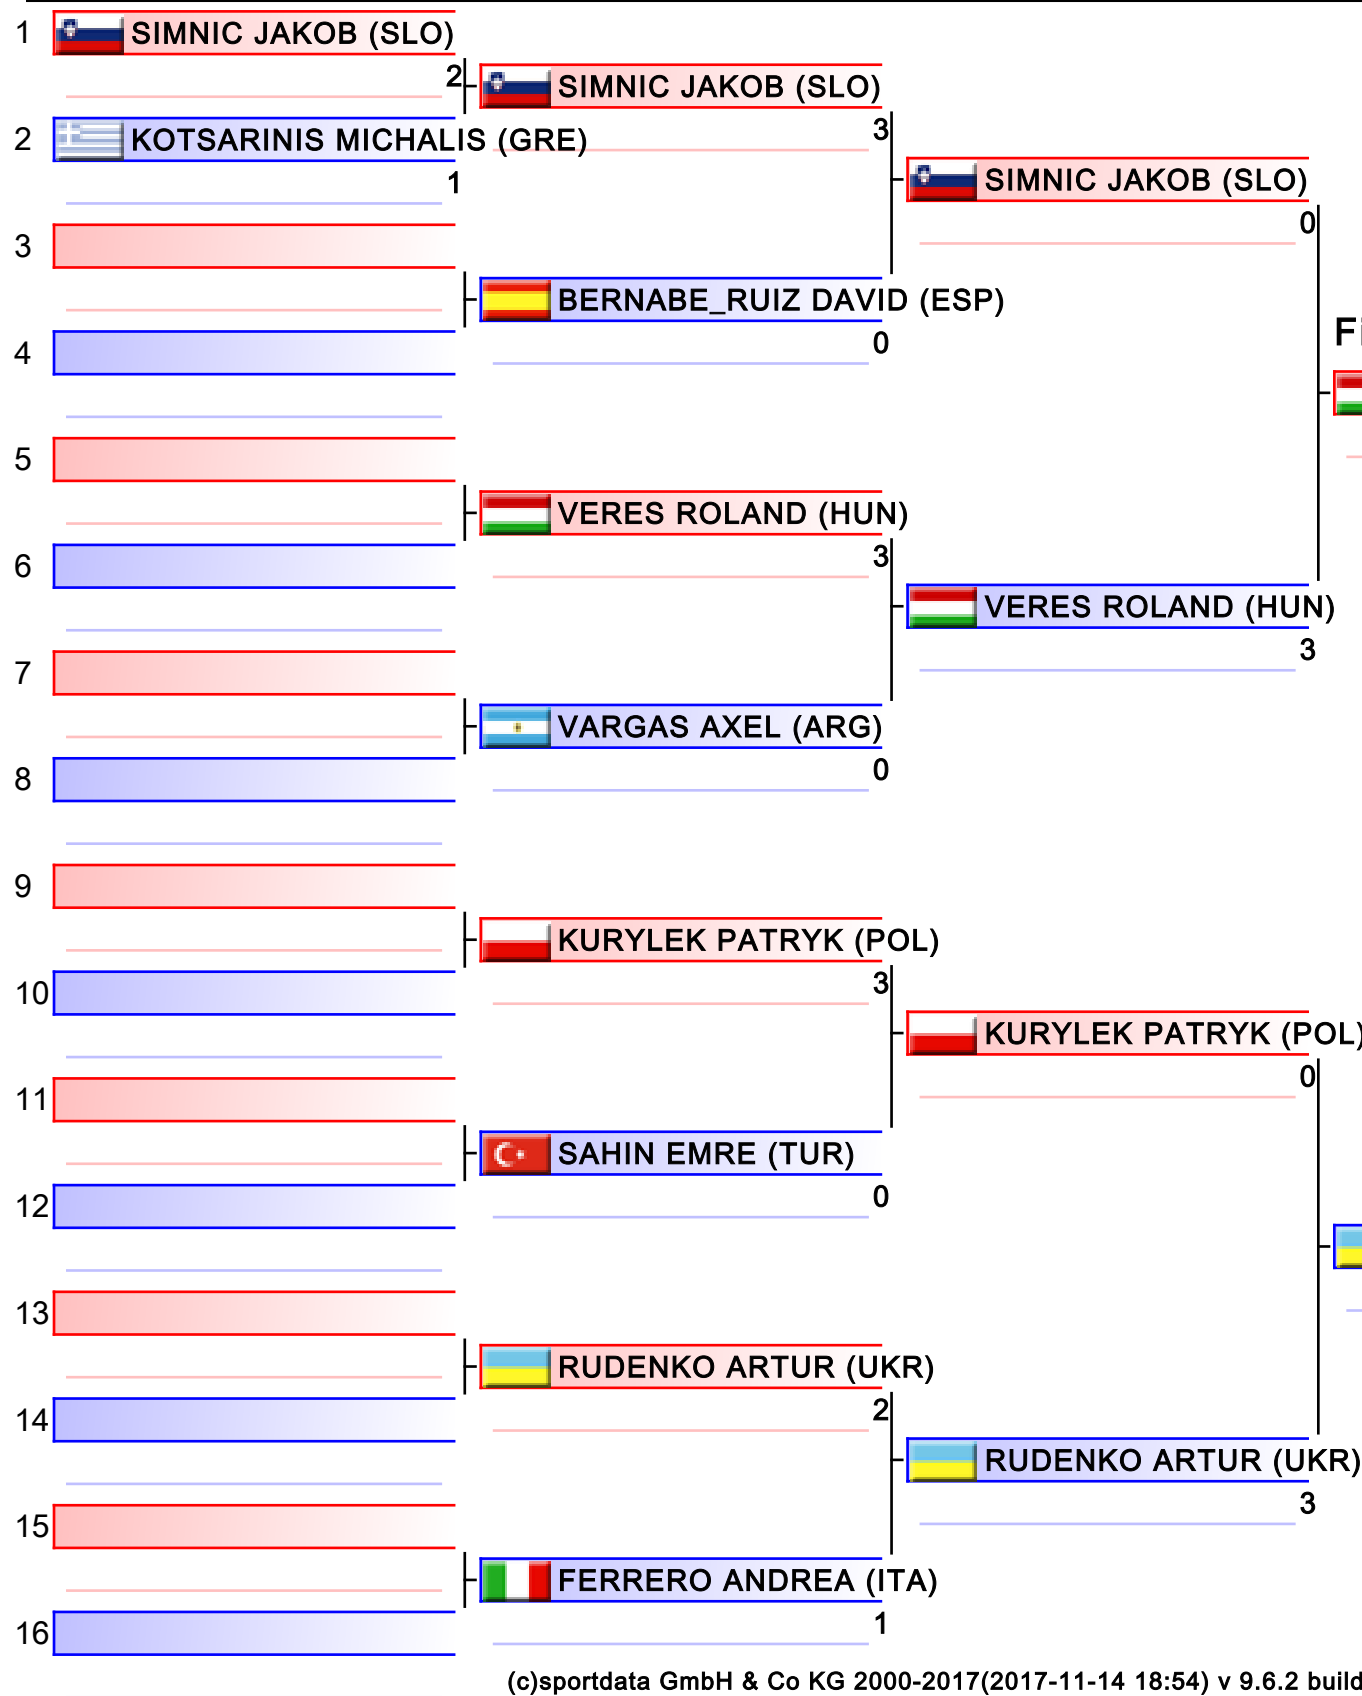 1 SIMNIC JAKOB (SLO)
2 SIMNIC JAKOB (SLO)
2 KOTSARINIS MICHALIS (GRE)
3
1
SIMNIC JAKOB (SLO)
0
3
BERNABE_RUIZ DAVID (ESP)
0
4
Fi
5
VERES ROLAND (HUN)
3
6
VERES ROLAND (HUN)
3
7
VARGAS AXEL (ARG)
0
8
9
KURYLEK PATRYK (POL)
3
10
KURYLEK PATRYK (POL)
0
11
SAHIN EMRE (TUR)
0
12
13
RUDENKO ARTUR (UKR)
2
14
RUDENKO ARTUR (UKR)
3
15
FERRERO ANDREA (ITA)
1
16
(c)sportdata GmbH & Co KG 2000-2017(2017-11-14 18:54) v 9.6.2 build